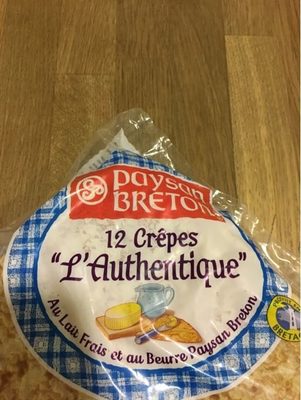 Paysan
Breton
12 Crêpes
"L'Authentique"
Au Lait Frais et au Beurre Paysan Breton